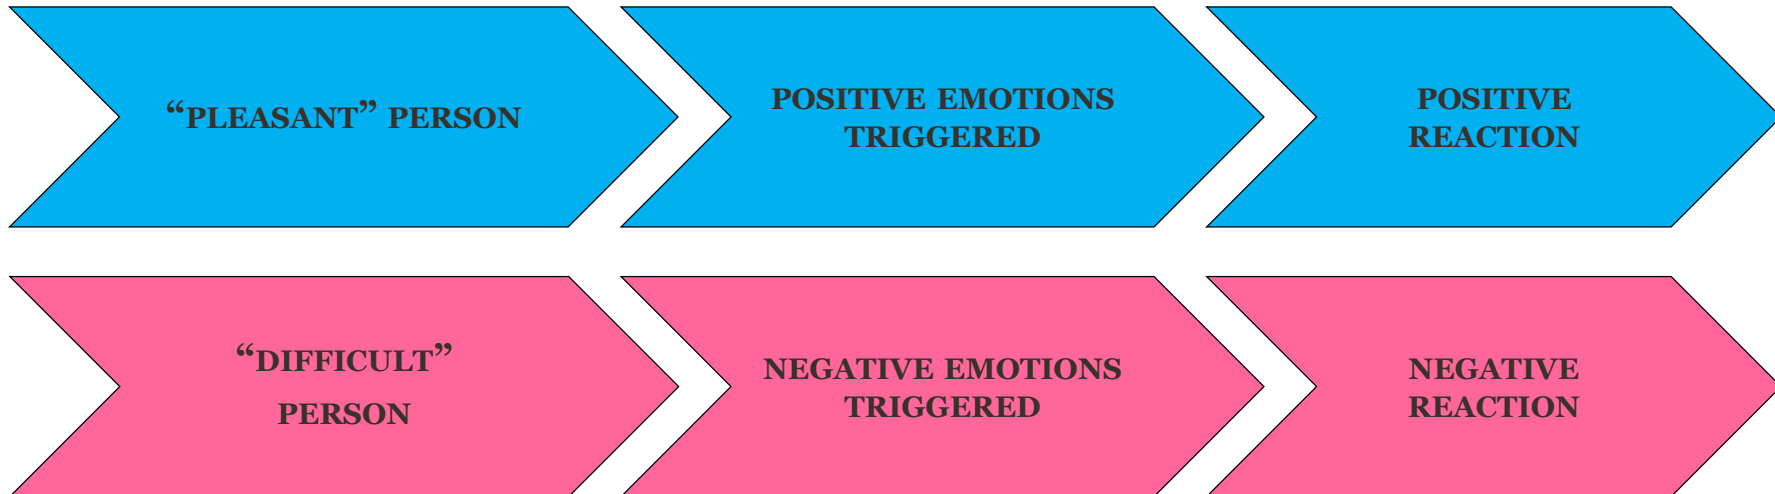 “PLEASANT” PERSON
POSITIVE EMOTIONS
TRIGGERED
POSITIVE
REACTION
“DIFFICULT”
PERSON
NEGATIVE EMOTIONS
TRIGGERED
NEGATIVE
REACTION